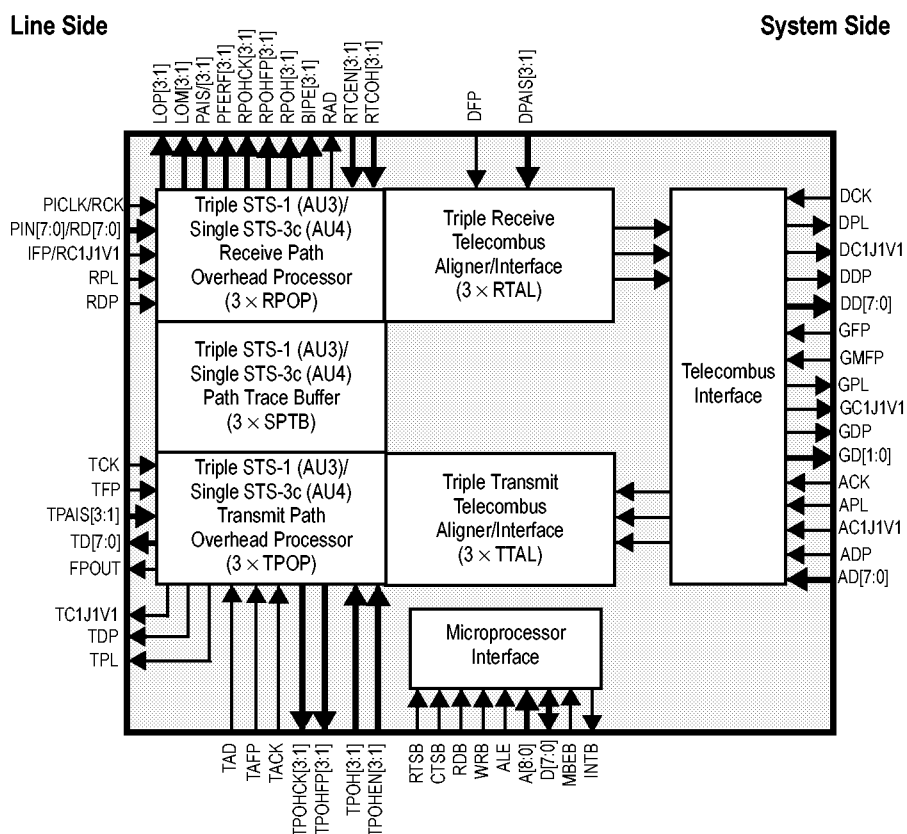 Line Side
System Side
LOP[3:1]
LOM[3:1]
PAIS/[3:1]
PFERF[3:1]
RPOHCK[3:1]
RPOHFP[3:1]
RPOH[3:1]
BIPE[3:1]
RAD
RTCEN[3:1]
RTCOH[3:1]
DFP
DPAIS[3:1]
PICLK/RCK
PIN[7:0]/RD[7:0]
IFP/RC1J1V1
RPL
RDP
Triple STS-1 (AU3)/
Single STS-3c (AU4)
Receive Path
Overhead Processor
(3 × RPOP)
Triple Receive
Telecombus
Aligner/Interface
(3 × RTAL)
Triple STS-1 (AU3)/
Single STS-3c (AU4)
Path Trace Buffer
(3 × SPTB)
Telecombus
Interface
DCK
DPL
DC1J1V1
DDP
DD[7:0]
GFP
GMFP
GPL
GC1J1V1
GDP
GD[1:0]
ACK
APL
AC1J1V1
ADP
AD[7:0]
TCK
TFP
TPAIS[3:1]
TD[7:0]
FPOUT
TC1J1V1
TDP
TPL
Triple STS-1 (AU3)/
Single STS-3c (AU4)
Transmit Path
Overhead Processor
(3 × TPOP)
Triple Transmit
Telecombus
Aligner/Interface
(3 × TTAL)
Microprocessor
Interface
TAD
TAFP
TACK
TPOHCK[3:1]
TPOHFP[3:1]
TPOH[3:1]
TPOHEN[3:1]
RTSB
CTSB
RDB
WRB
ALE
A[8:0]
D[7:0]
MBEB
INTB